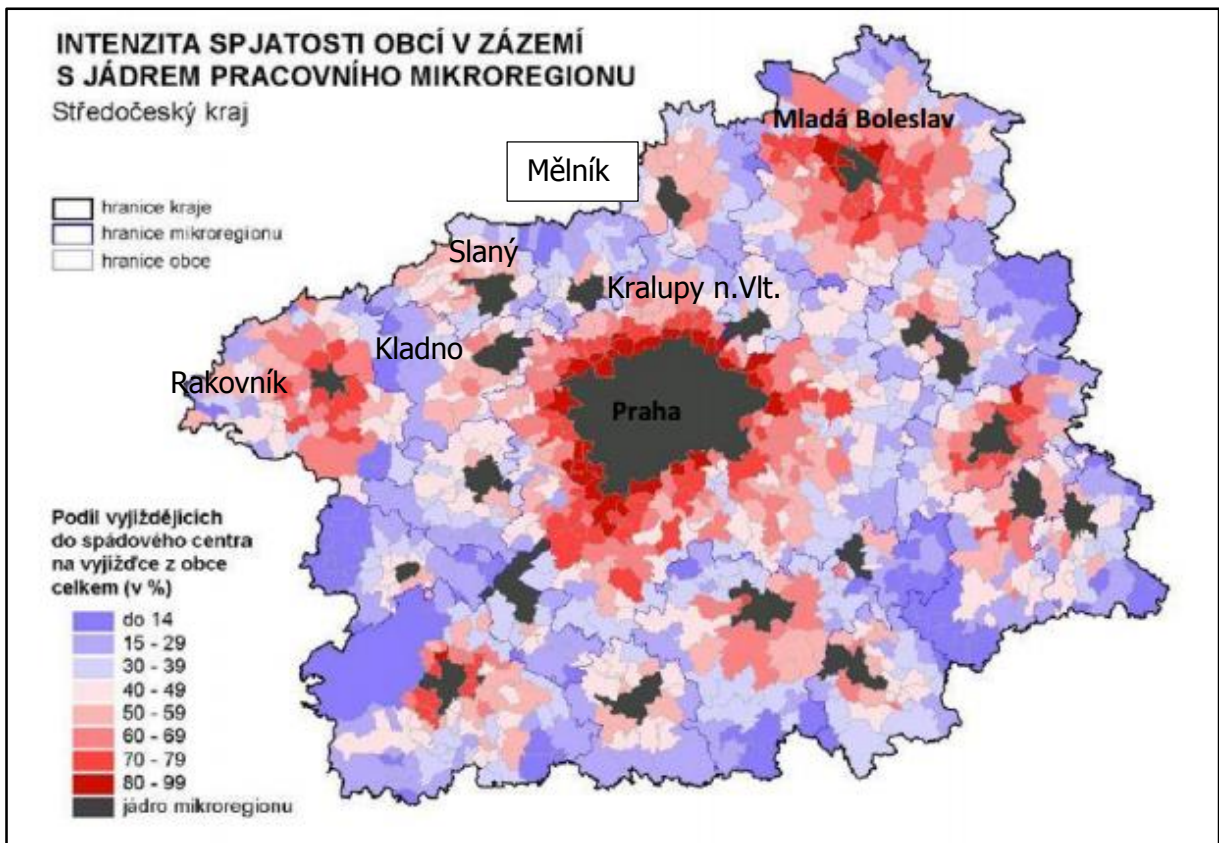 INTENZITA SPJATOSTI OBCÍ V ZÁZEMÍ
S JÁDREM PRACOVNÍHO MIKROREGIONU
Středočeský kraj
hranice kraje
hranice mikroregionu
hranice obce
Mladá Boleslav
Mělník
Slaný
Kralupy n.Vlt.
Kladno
Rakovník
Praha
Podíl vyjíždějících
do spádového centra
na vyjížďce z obce
celkem (v %)
do 14
15 - 29
30 - 39
40 - 49
50 - 59
60 - 69
70 - 79
80 - 99
jádro mikroregionu